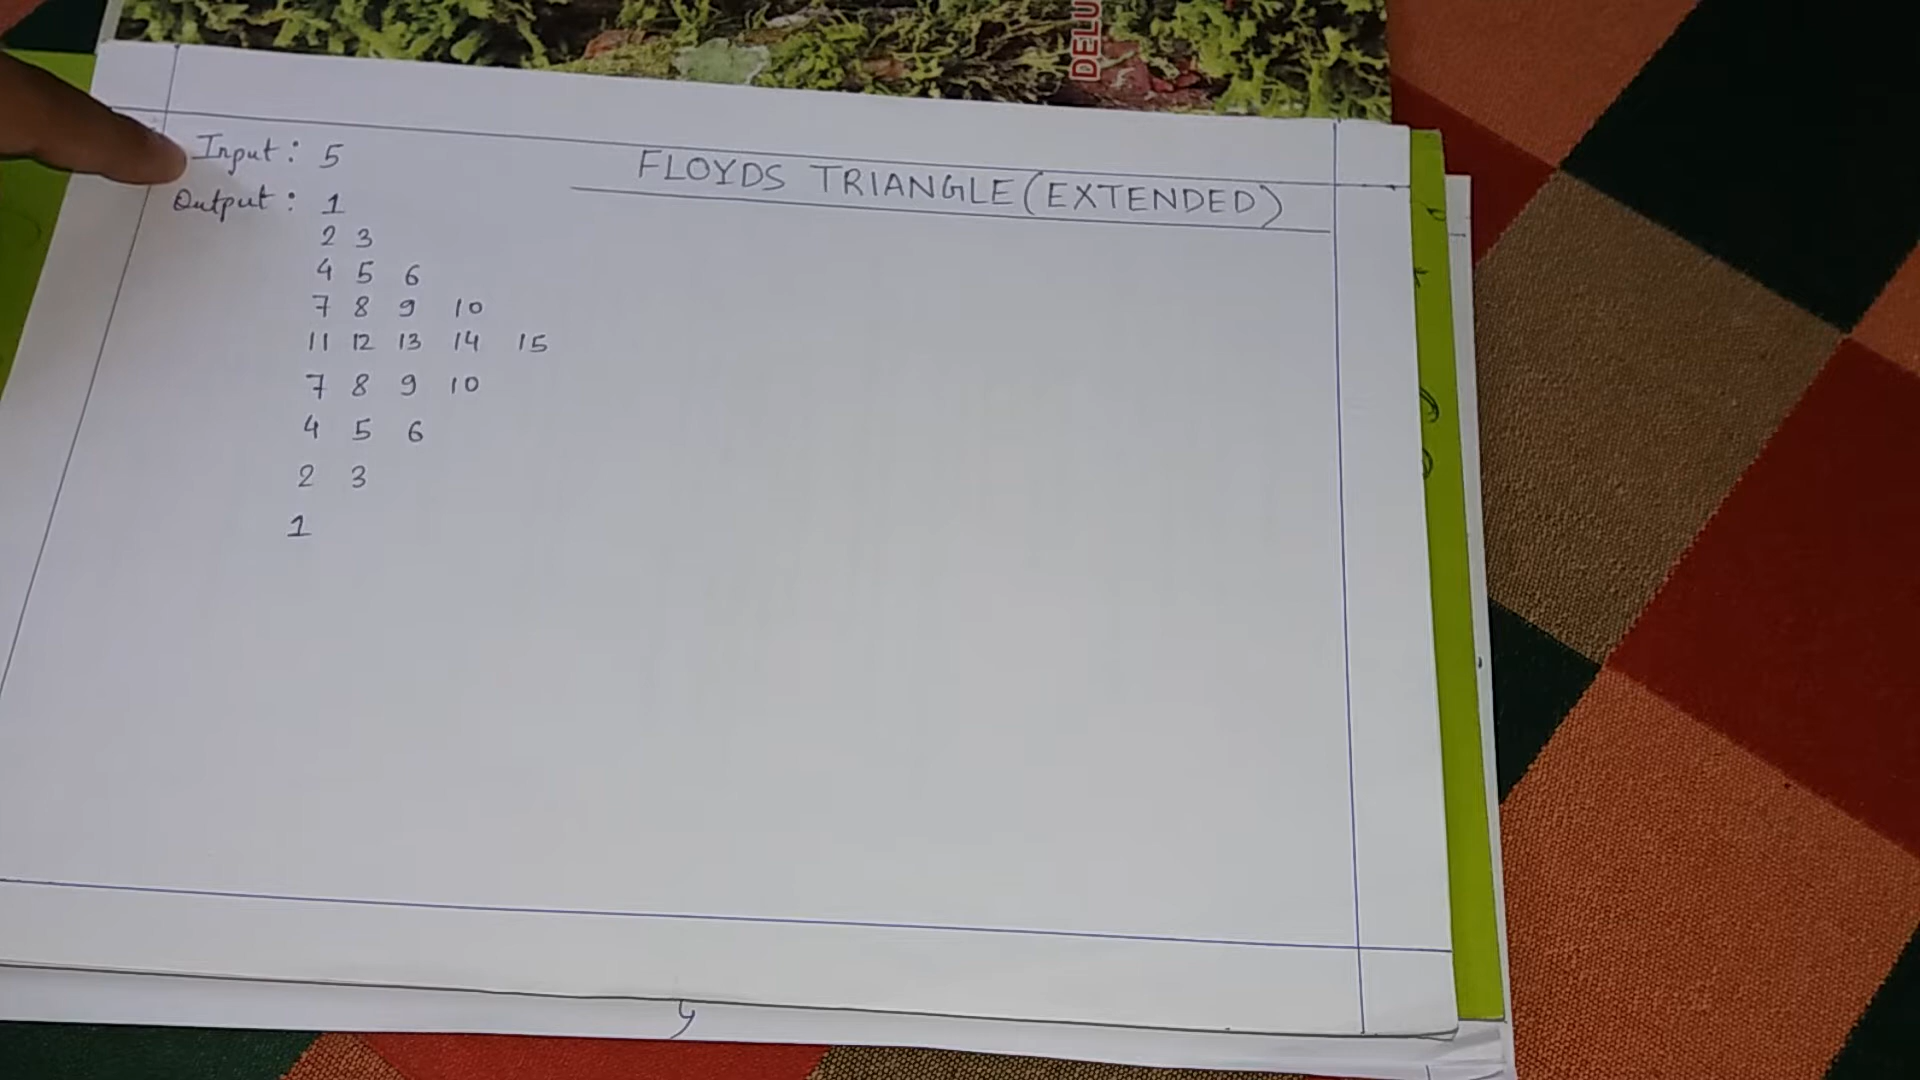 DELU
Input: 5
FLOYDS TRIANGLE (EXTENDED)
Output: 1
2 3
4 5 6
7 8 9 10
11 12 13 14 15
7 8 9 10
4 5 6
2 3
1